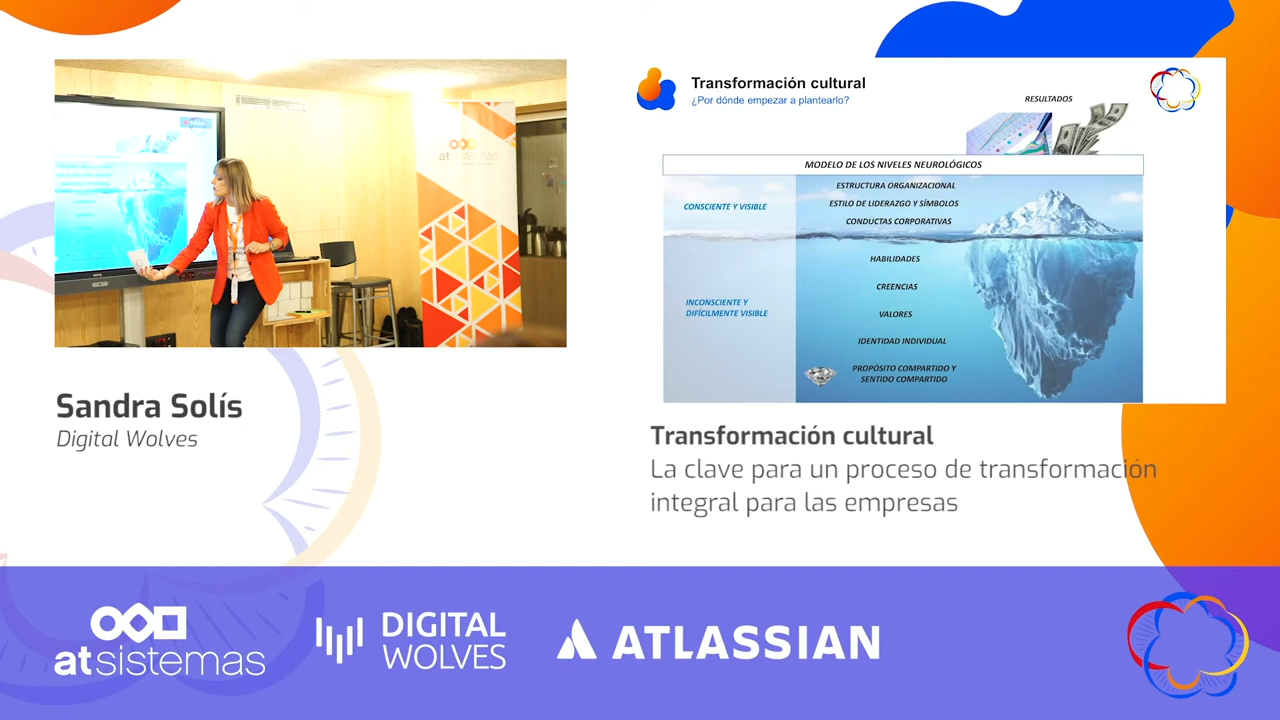 atsistemas
Sandra Solís
Digital Wolves
Transformación cultural
¿Por dónde empezar a plantearlo?
RESULTADOS
MODELO DE LOS NIVELES NEUROLÓGICOS
CONSCIENTE Y VISIBLE
ESTRUCTURA ORGANIZACIONAL
ESTILO DE LIDERAZGO Y SÍMBOLOS
CONDUCTAS CORPORATIVAS
INCONSCIENTE Y
DIFÍCILMENTE VISIBLE
HABILIDADES
CREENCIAS
VALORES
IDENTIDAD INDIVIDUAL
PROPÓSITO COMPARTIDO Y
SENTIDO COMPARTIDO
Transformación cultural
La clave para un proceso de transformación
integral para las empresas
atsistemas
DIGITAL
WOLVES
ATLASSIAN